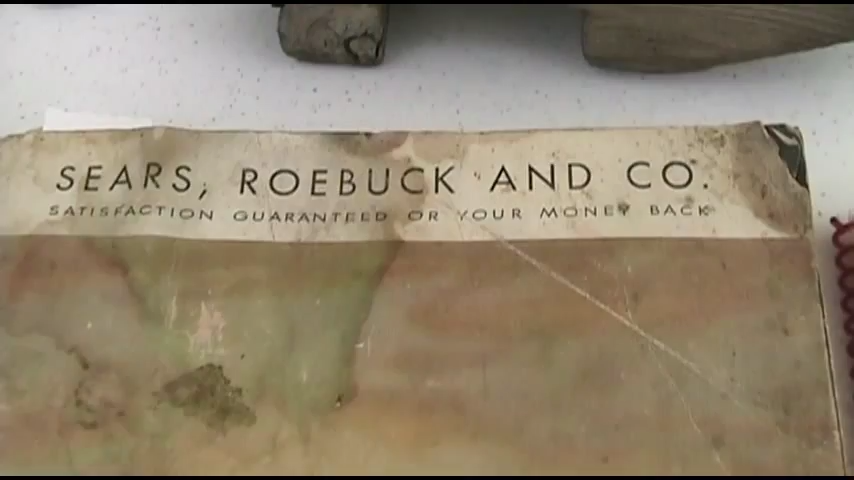 SEARS, ROEBUCK AND CO.
SATISFACTION GUARANTEED OR YOUR MONEY BACK